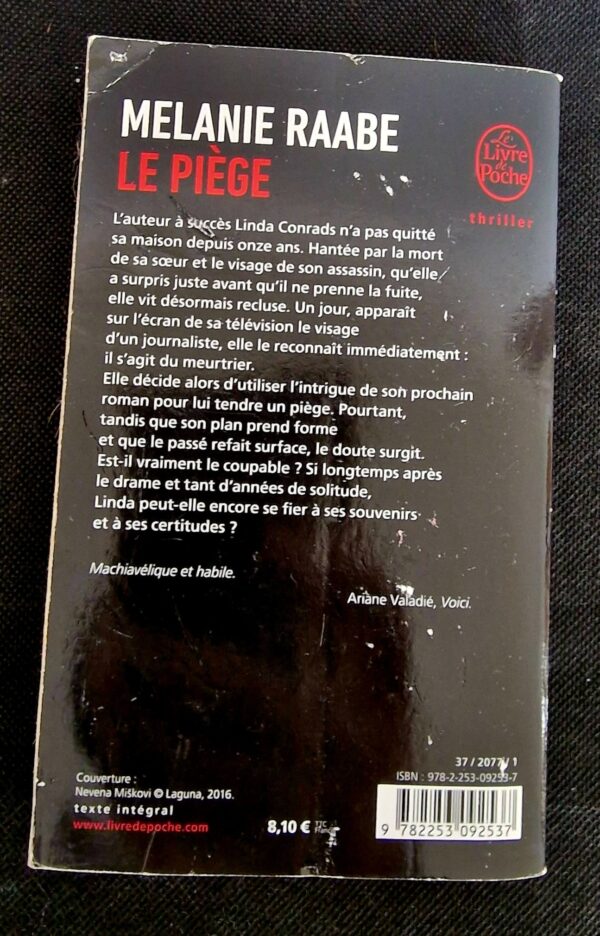 MELANIE RAABE
LE PIÈGE
Le
Livre
de
Poche
thriller
L'auteur à succès Linda Conrads n'a pas quitté
sa maison depuis onze ans. Hantée par la mort
de sa sœur et le visage de son assassin, qu'elle
a surpris juste avant qu'il ne prenne la fuite,
elle vit désormais recluse. Un jour, apparaît
sur l'écran de sa télévision le visage
d'un journaliste, elle le reconnaît immédiatement :
il s'agit du meurtrier.
Elle décide alors d'utiliser l'intrigue de son prochain
roman pour lui tendre un piège. Pourtant,
tandis que son plan prend forme
et que le passé refait surface, le doute surgit.
Est-il vraiment le coupable ? Si longtemps après
le drame et tant d'années de solitude,
Linda peut-elle encore se fier à ses souvenirs
et à ses certitudes ?
Machiavélique et habile.
Ariane Valadié, Voici.
Couverture :
Nevena Miškovi © Laguna, 2016.
texte intégral
www.livredepoche.com
8,10 €
37 / 2077 / 1
ISBN : 978-2-253-09253-7
9 782253 092537